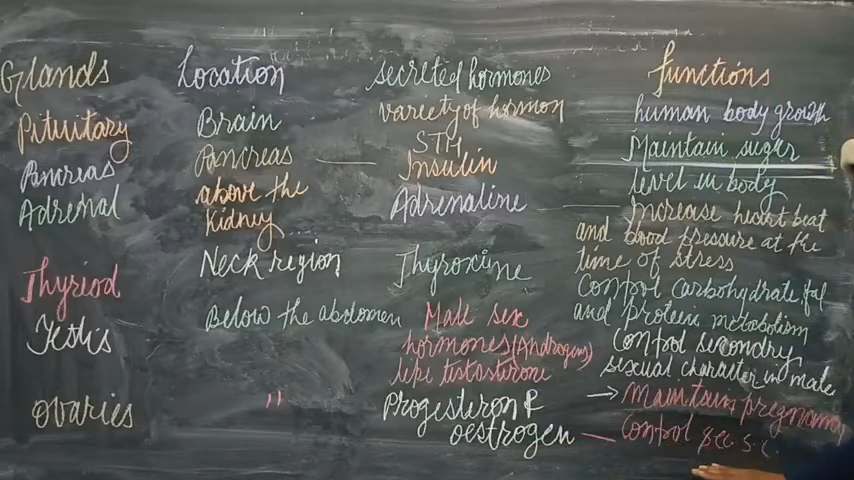 Glands Location secreted hormones functions
Pituitary Brain variety of hormon human body growth
STH
Pancreas Pancreas — Insulin Maintain suger
level in body
Adrenal above the Adrenaline — Increase heart beat
kidney and blood pressure at the
time of stress
Thyriod Neck region Thyroxine Control carbohydrate, fat
and protein metabolism
Testis Below the abdomen Male sex Control secondry
hormones (Androgens) sexual character in male
like testosterone
ovaries " Progesteron & → Maintain pregnancy
oestrogen — Control sec. s.c.